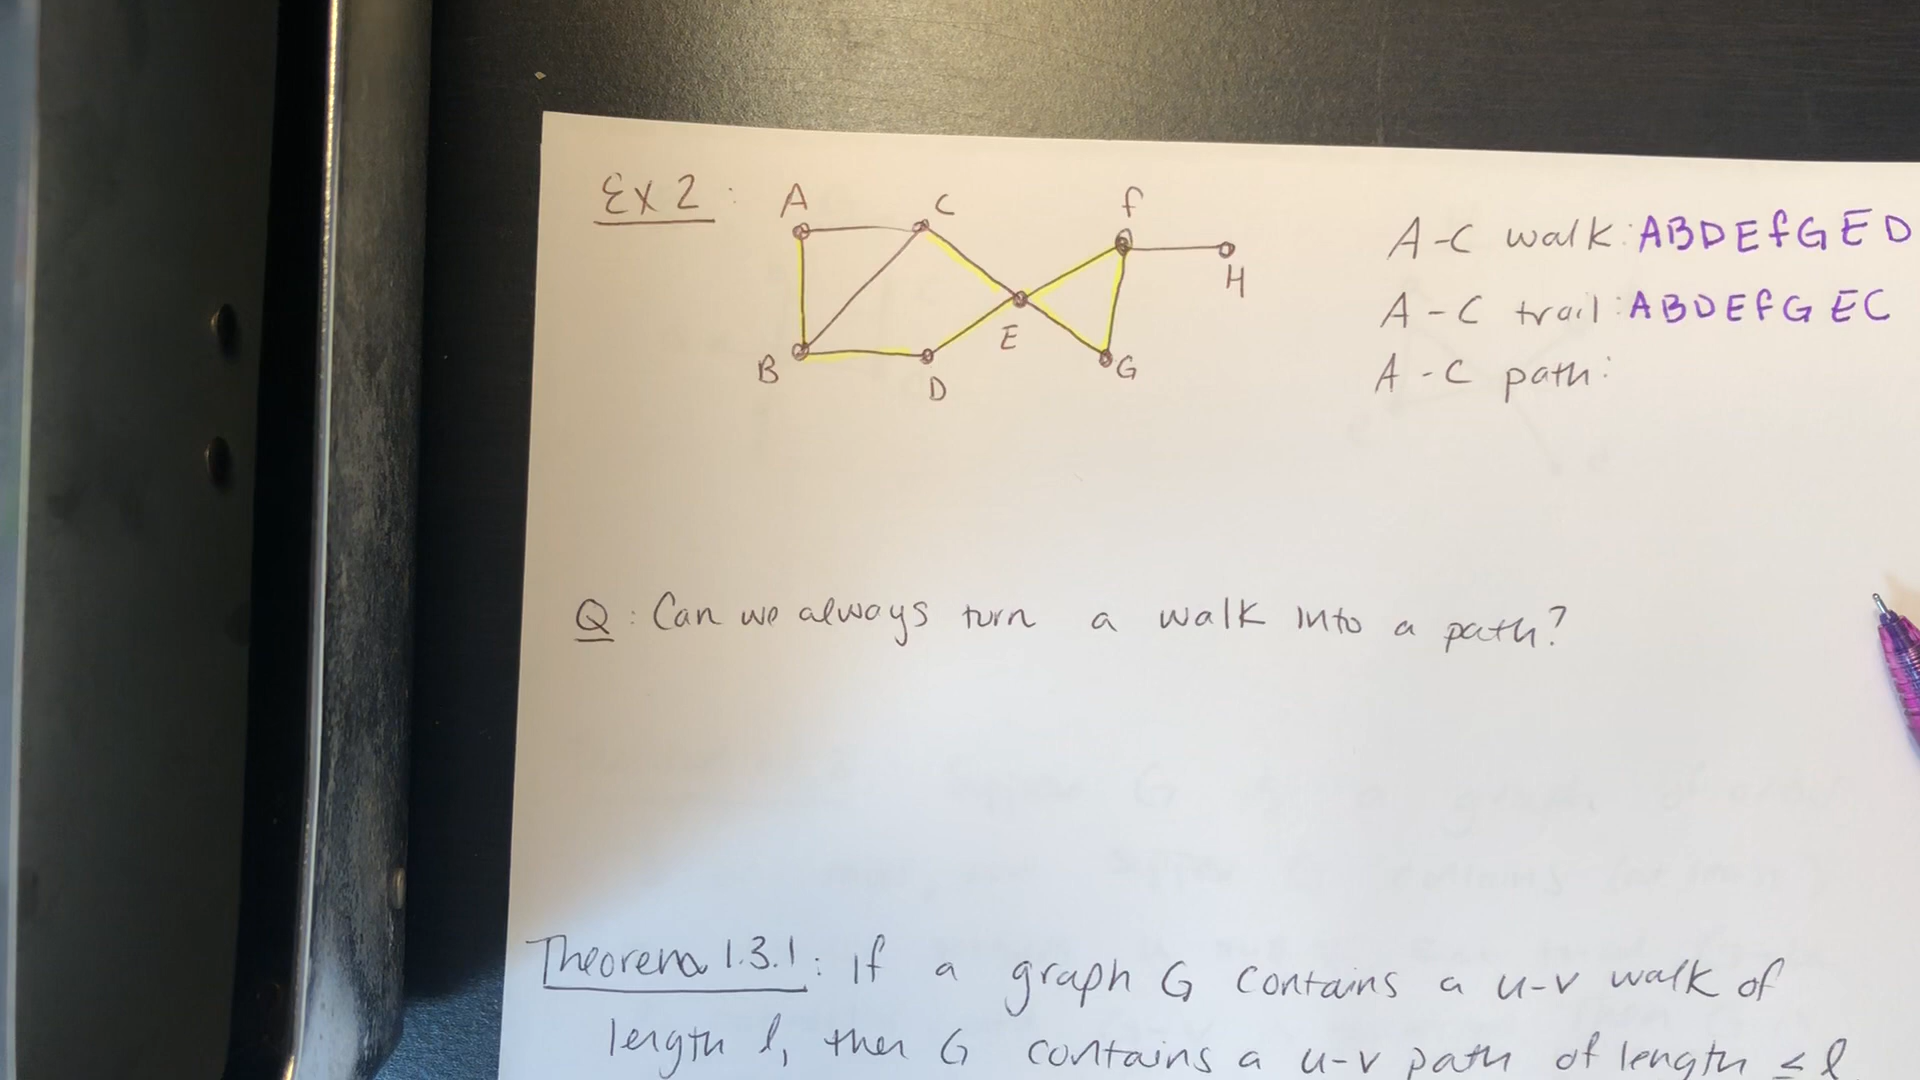 Ex 2:
A C f
H
E
B D G
A-C walk: ABDEfGED
A-C trail: ABDEfGEC
A-C path:
Q: Can we always turn a walk into a path?
Theorem 1.3.1: If a graph G contains a u-v walk of
length l, then G contains a u-v path of length ≤ l